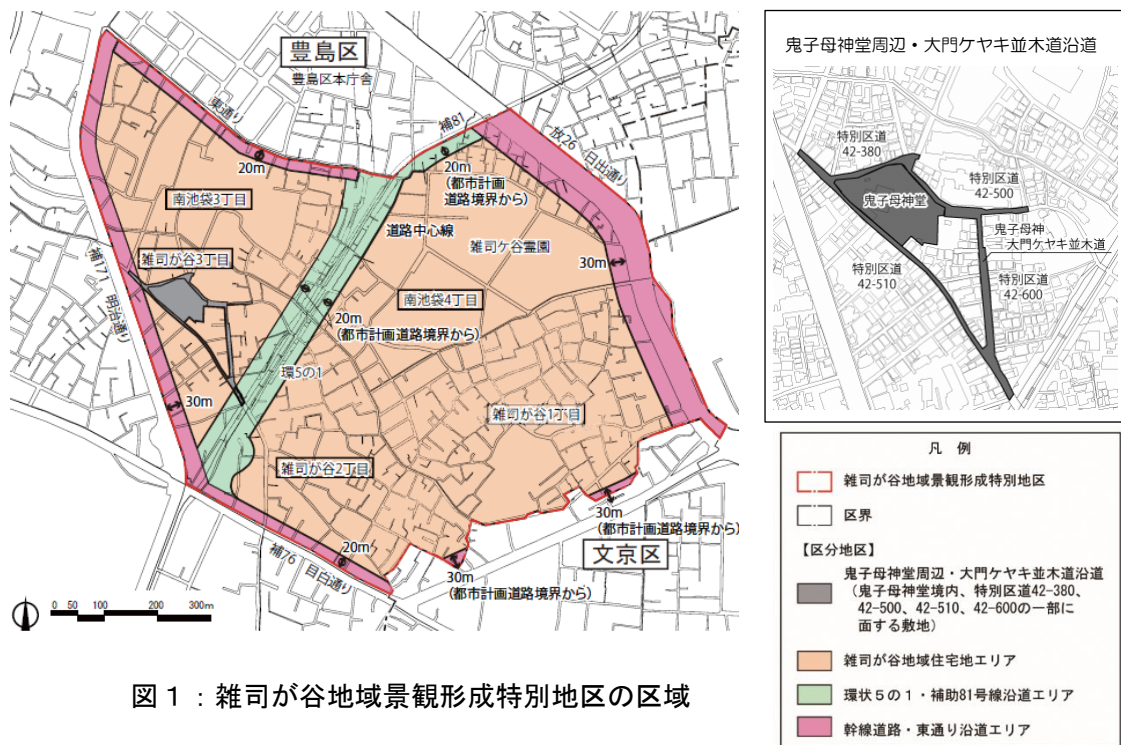 豊島区
豊島区本庁舎
東通り
補81
放26 目出通り
20m
20m
(都市計画
道路境界から)
南池袋3丁目
道路中心線
雑司ケ谷霊園
30m
雑司が谷3丁目
南池袋4丁目
補171 明治通り
20m
(都市計画道路境界から)
環5の1
30m
雑司が谷1丁目
雑司が谷2丁目
30m
(都市計画道路境界から)
20m
文京区
補76 目白通り
30m
(都市計画道路境界から)
0 50 100 200 300m
図1:雑司が谷地域景観形成特別地区の区域
鬼子母神堂周辺・大門ケヤキ並木道沿道
特別区道
42-380
特別区道
42-500
鬼子母神堂
鬼子母神
大門ケヤキ並木道
特別区道
42-510
特別区道
42-600
凡 例
雑司が谷地域景観形成特別地区
区界
【区分地区】
鬼子母神堂周辺・大門ケヤキ並木道沿道
(鬼子母神堂境内、特別区道42-380、
42-500、42-510、42-600の一部に
面する敷地)
雑司が谷地域住宅地エリア
環状5の1・補助81号線沿道エリア
幹線道路・東通り沿道エリア